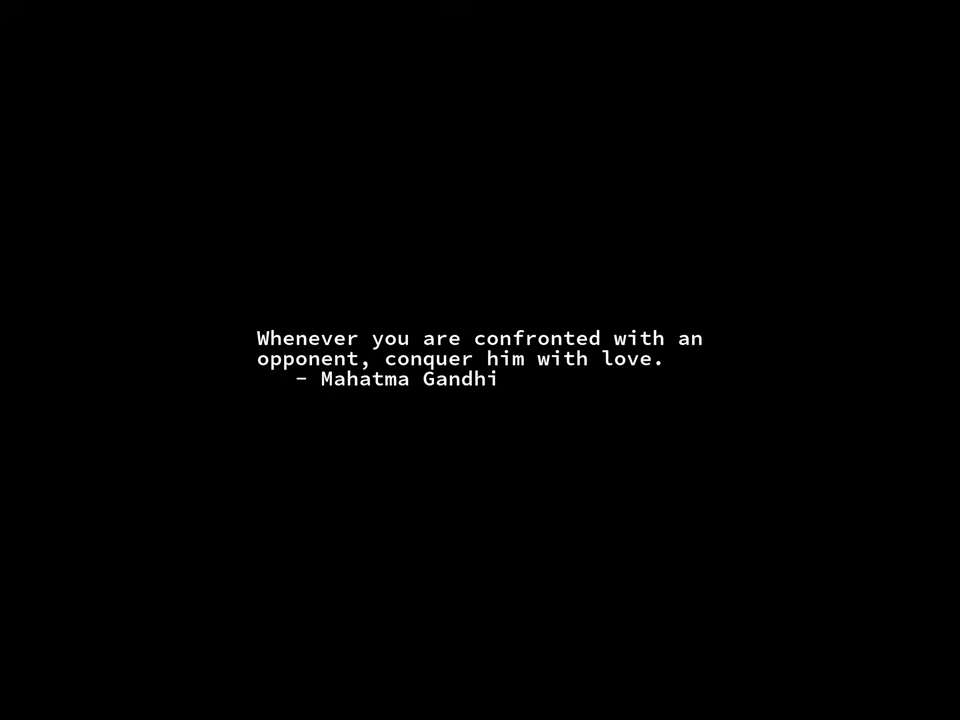 Whenever you are confronted with an
opponent, conquer him with love.
- Mahatma Gandhi